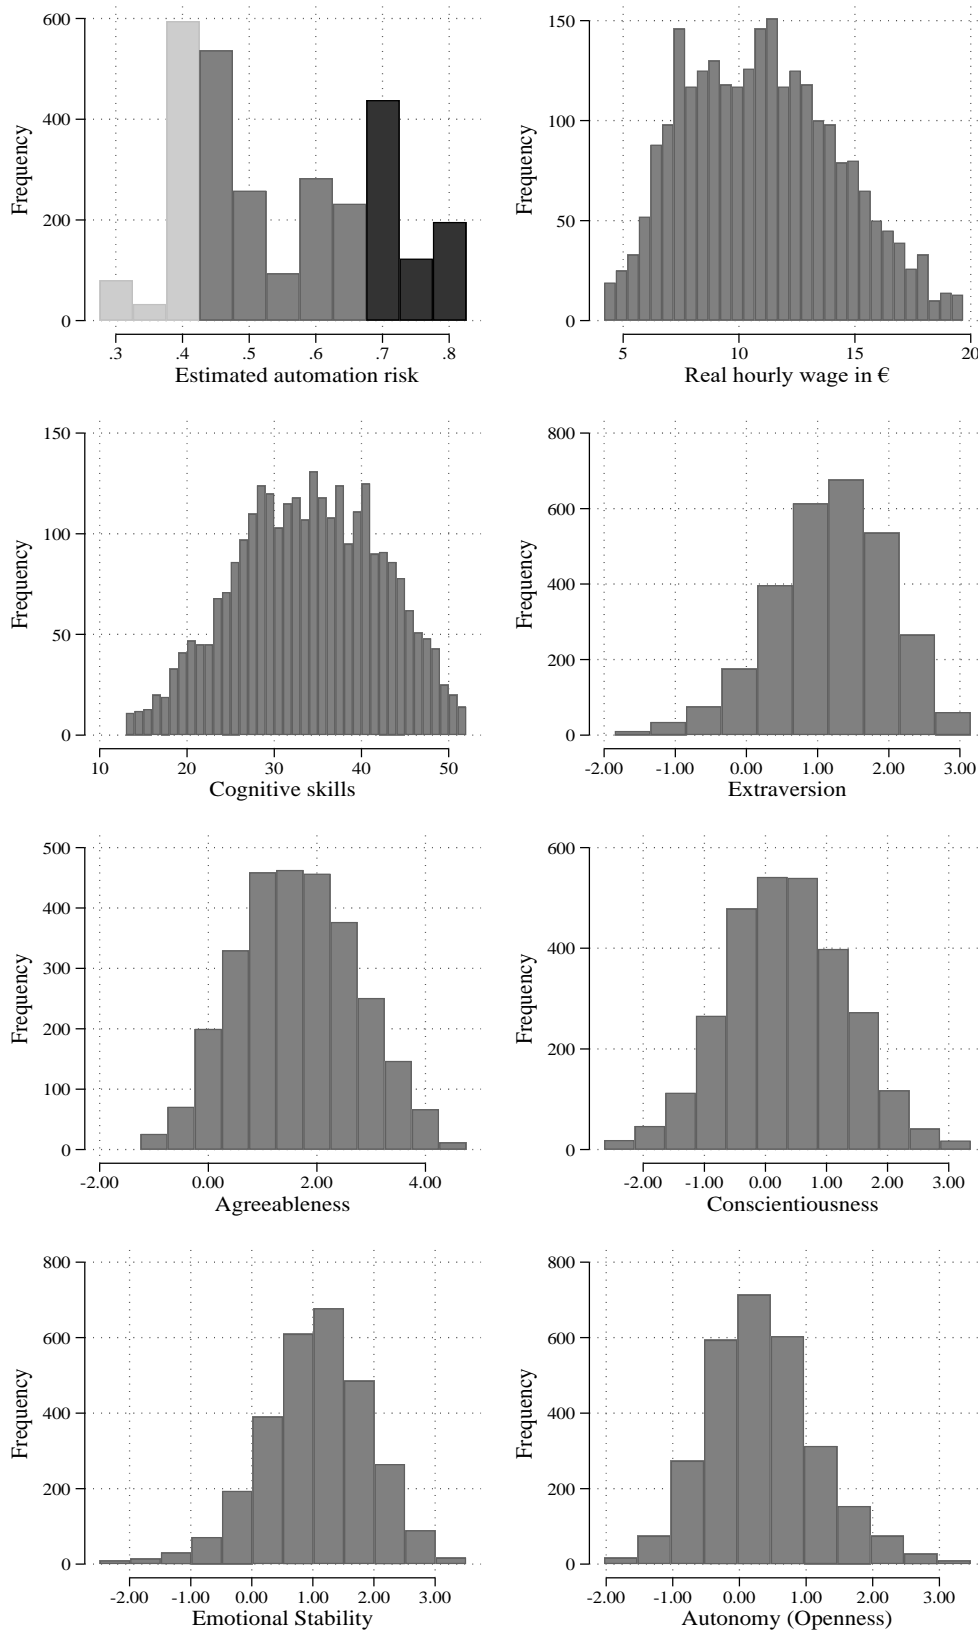 Frequency
600
400
200
0
.3 .4 .5 .6 .7 .8
Estimated automation risk
Frequency
150
100
50
0
5 10 15 20
Real hourly wage in €
Frequency
150
100
50
0
10 20 30 40 50
Cognitive skills
Frequency
800
600
400
200
0
-2.00 -1.00 0.00 1.00 2.00 3.00
Extraversion
Frequency
500
400
300
200
100
0
-2.00 0.00 2.00 4.00
Agreeableness
Frequency
600
400
200
0
-2.00 -1.00 0.00 1.00 2.00 3.00
Conscientiousness
Frequency
800
600
400
200
0
-2.00 -1.00 0.00 1.00 2.00 3.00
Emotional Stability
Frequency
800
600
400
200
0
-2.00 -1.00 0.00 1.00 2.00 3.00
Autonomy (Openness)